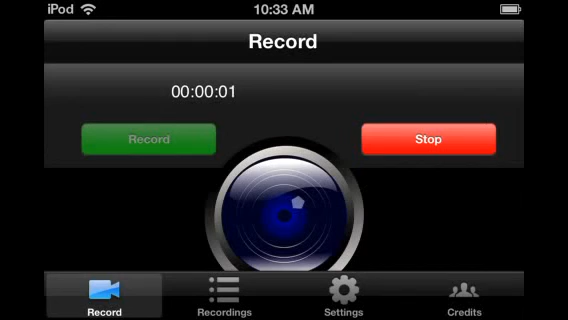 iPod 10:33 AM
Record
00:00:01
Record Stop
Record Recordings Settings Credits